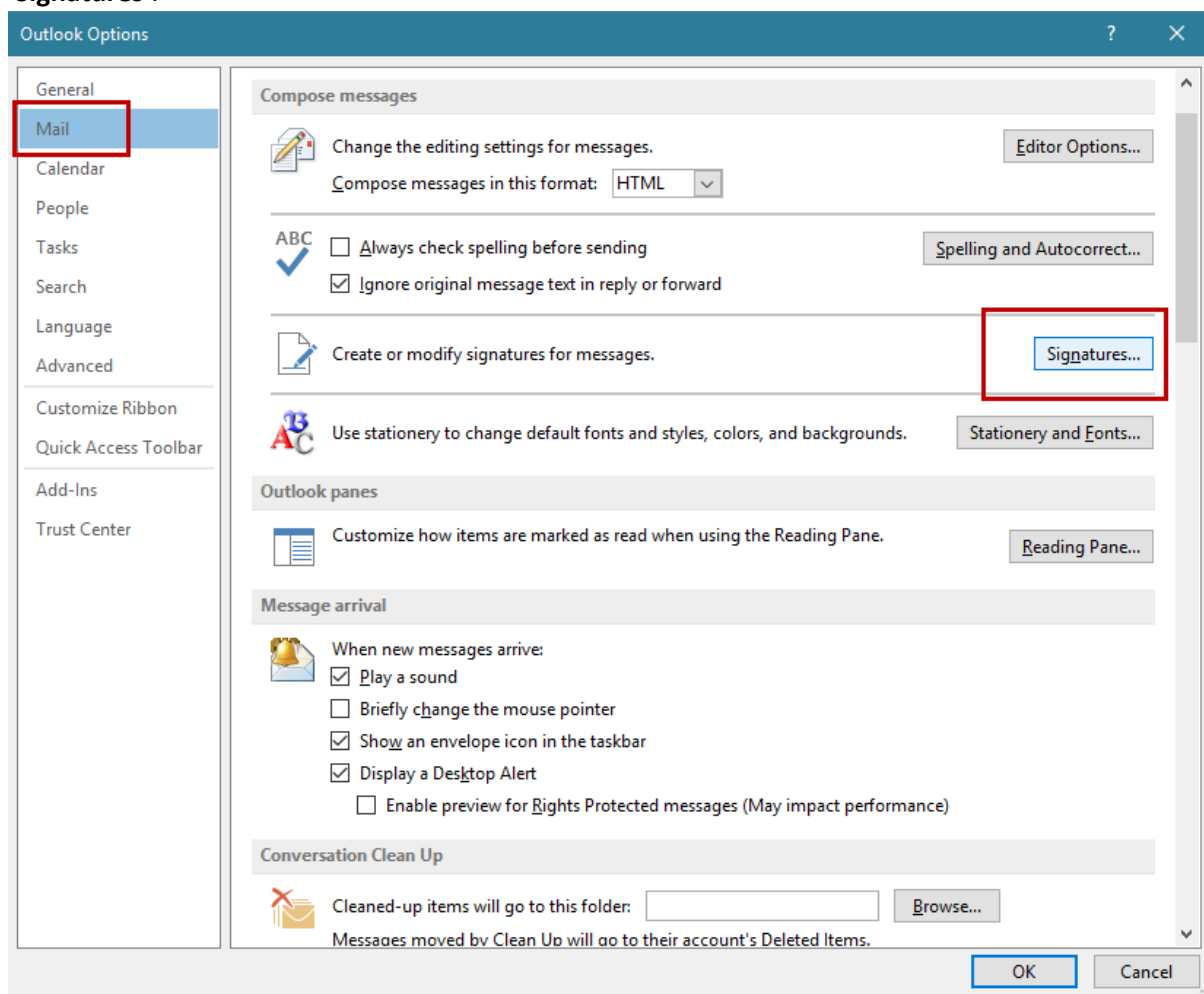 Signatures".
Outlook Options
General
Mail
Calendar
People
Tasks
Search
Language
Advanced
Customize Ribbon
Quick Access Toolbar
Add-Ins
Trust Center
Compose messages
Change the editing settings for messages.
Editor Options...
Compose messages in this format: HTML
ABC
Always check spelling before sending
Spelling and Autocorrect...
Ignore original message text in reply or forward
Create or modify signatures for messages.
Signatures...
Use stationery to change default fonts and styles, colors, and backgrounds.
Stationery and Fonts...
Outlook panes
Customize how items are marked as read when using the Reading Pane.
Reading Pane...
Message arrival
When new messages arrive:
Play a sound
Briefly change the mouse pointer
Show an envelope icon in the taskbar
Display a Desktop Alert
Enable preview for Rights Protected messages (May impact performance)
Conversation Clean Up
Cleaned-up items will go to this folder:
Browse...
Messages moved by Clean Up will go to their account's Deleted Items.
OK
Cancel